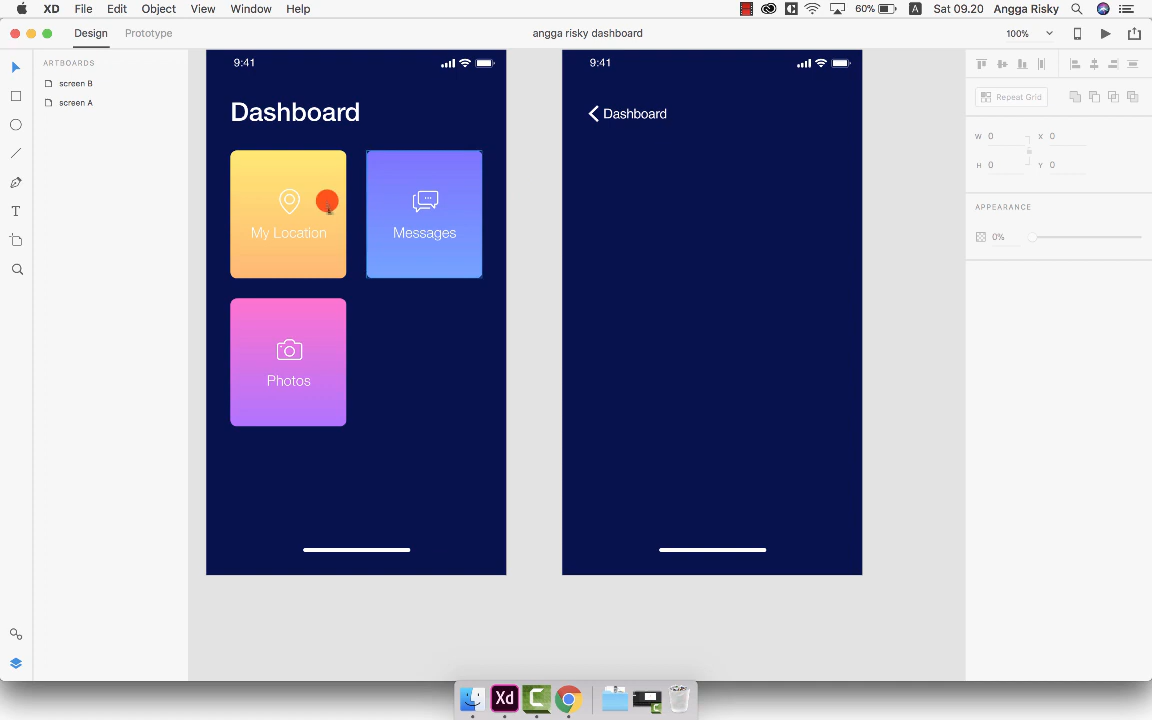 XD File Edit Object View Window Help 60% A Sat 09.20 Angga Risky
Design Prototype angga risky dashboard 100%
ARTBOARDS
screen B
screen A
9:41
Dashboard
My Location
Messages
Photos
9:41
Dashboard
Repeat Grid
W 0 X 0
H 0 Y 0
APPEARANCE
0%
T
Xd
C